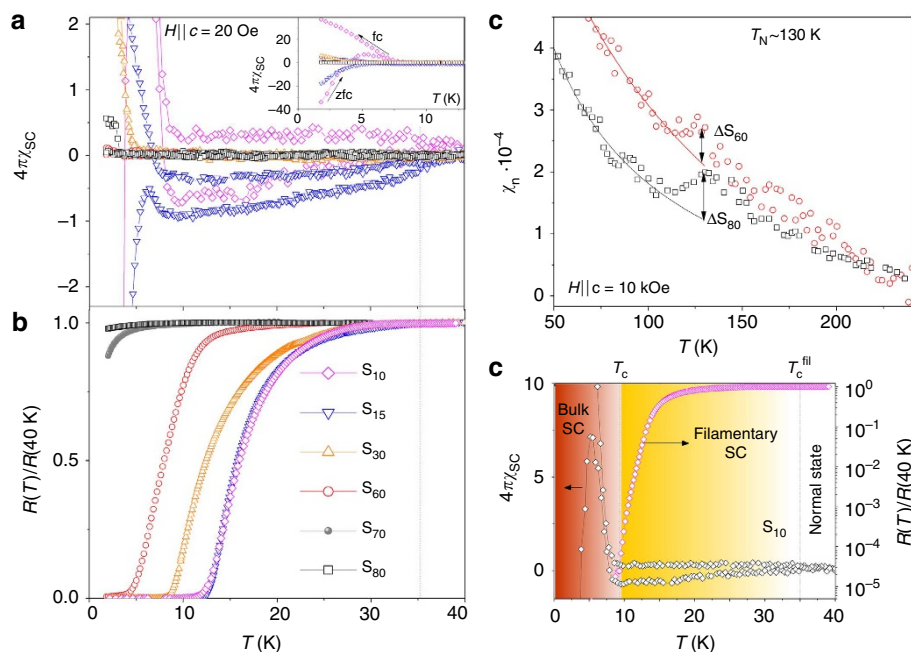 a
H||c = 20 Oe
4πχSC
2
1
0
−1
−2
fc
zfc
4πχSC
20
0
−20
−40
0
5
10
T (K)
b
R(T)/R(40 K)
1.0
0.5
0.0
0
10
20
30
40
T (K)
S10
S15
S30
S60
S70
S80
c
TN~130 K
χn ·10−4
4
3
2
1
0
ΔS60
ΔS80
H||c = 10 kOe
50
100
150
200
T (K)
c
Tc
Tcfil
4πχSC
10
5
0
Bulk SC
Filamentary SC
Normal state
S10
100
10−1
10−2
10−3
10−4
10−5
R(T)/R(40 K)
0
10
20
30
40
T (K)